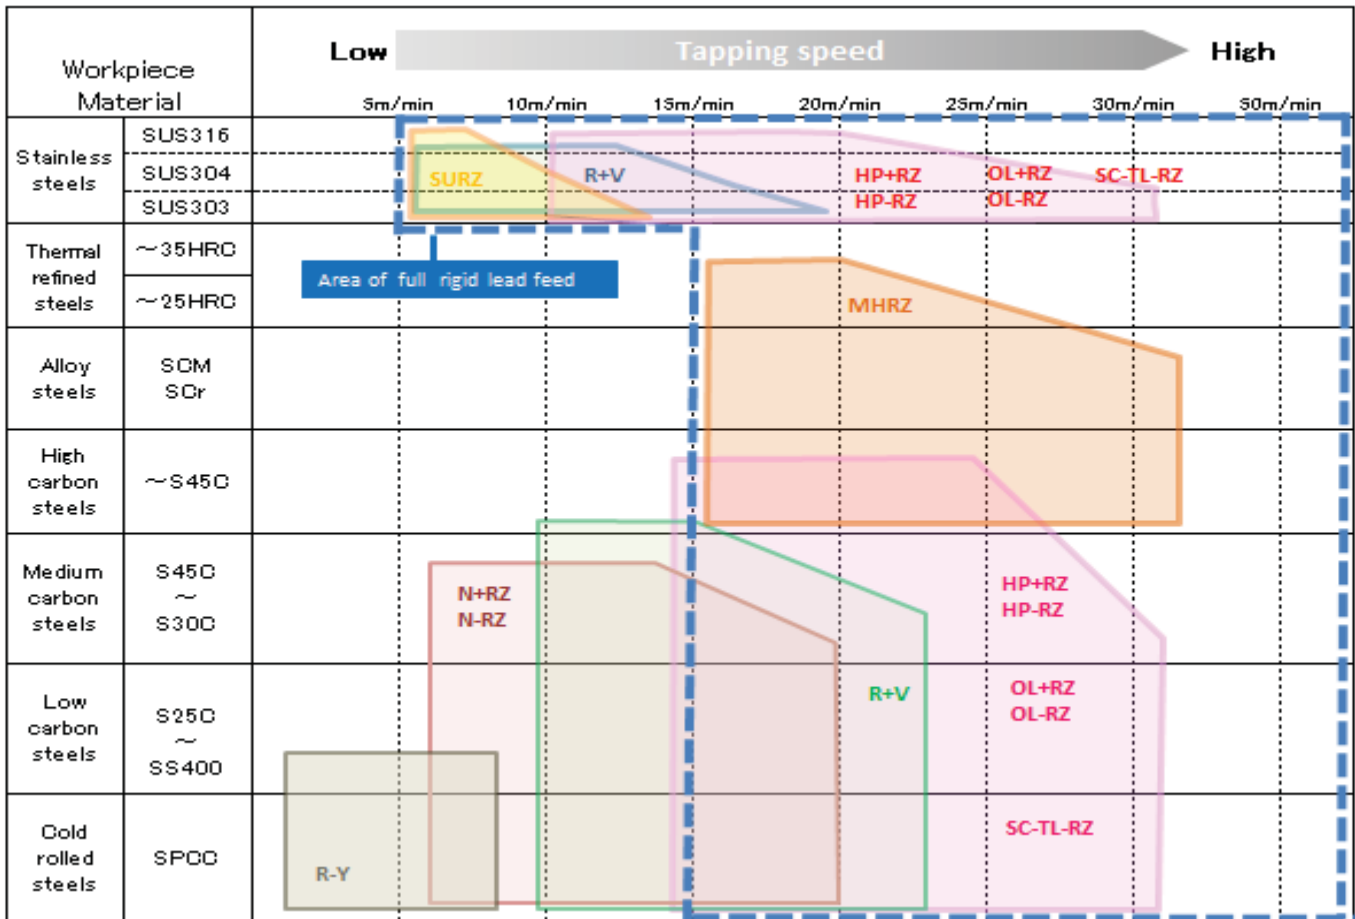 Low Tapping speed High
Workpiece
Material
5m/min 10m/min 15m/min 20m/min 25m/min 30m/min 50m/min
Stainless
steels
SUS316
SUS304
SUS303
SURZ
R+V
HP+RZ OL+RZ SC-TL-RZ
HP-RZ OL-RZ
Thermal
refined
steels
~35HRC
~25HRC
Area of full rigid lead feed
MHRZ
Alloy
steels
SCM
SCr
High
carbon
steels
~S45C
Medium
carbon
steels
S45C
~
S30C
N+RZ
N-RZ
HP+RZ
HP-RZ
Low
carbon
steels
S25C
~
SS400
R+V
OL+RZ
OL-RZ
Cold
rolled
steels
SPCC
R-Y
SC-TL-RZ